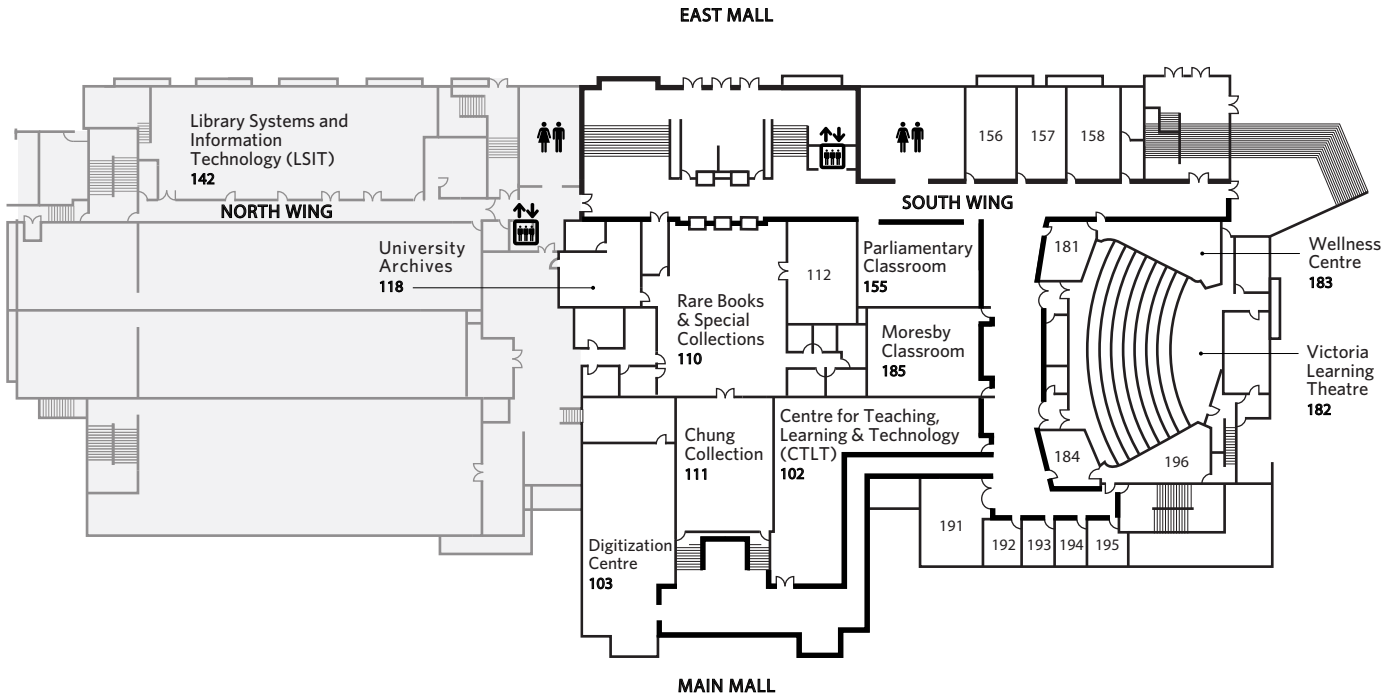 EAST MALL
Library Systems and
Information
Technology (LSIT)
142
156
157
158
NORTH WING
SOUTH WING
University
Archives
118
Parliamentary
Classroom
155
181
Wellness
Centre
183
112
Rare Books
& Special
Collections
110
Moresby
Classroom
185
Victoria
Learning
Theatre
182
Chung
Collection
111
Centre for Teaching,
Learning & Technology
(CTLT)
102
184
196
Digitization
Centre
103
191
192
193
194
195
MAIN MALL